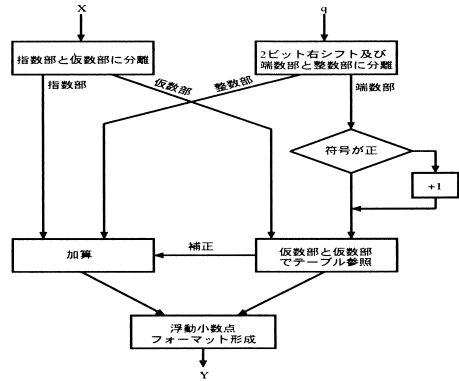 X
q
指数部と仮数部に分離
2ビット右シフト及び
端数部と整数部に分離
指数部
仮数部
整数部
端数部
符号が正
+1
加算
補正
仮数部と仮数部
でテーブル参照
浮動小数点
フォーマット形成
Y